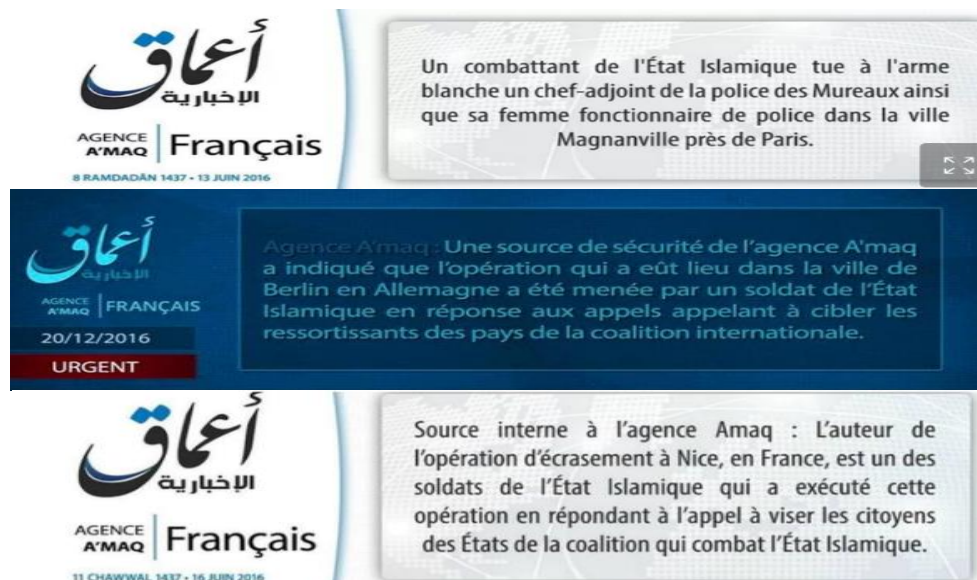 أعماق
الإخبارية
AGENCE
A'MAQ
Français
8 RAMDADÂN 1437 - 13 JUIN 2016
Un combattant de l'État Islamique tue à l'arme
blanche un chef-adjoint de la police des Mureaux ainsi
que sa femme fonctionnaire de police dans la ville
Magnanville près de Paris.
أعماق
الإخبارية
AGENCE
A'MAQ
FRANÇAIS
20/12/2016
URGENT
Agence A'maq : Une source de sécurité de l'agence A'maq
a indiqué que l'opération qui a eût lieu dans la ville de
Berlin en Allemagne a été menée par un soldat de l'État
Islamique en réponse aux appels appelant à cibler les
ressortissants des pays de la coalition internationale.
أعماق
الإخبارية
AGENCE
A'MAQ
Français
11 CHAWWAL 1437 - 16 JUIN 2016
Source interne à l'agence Amaq : L'auteur de
l'opération d'écrasement à Nice, en France, est un des
soldats de l'État Islamique qui a exécuté cette
opération en répondant à l'appel à viser les citoyens
des États de la coalition qui combat l'État Islamique.